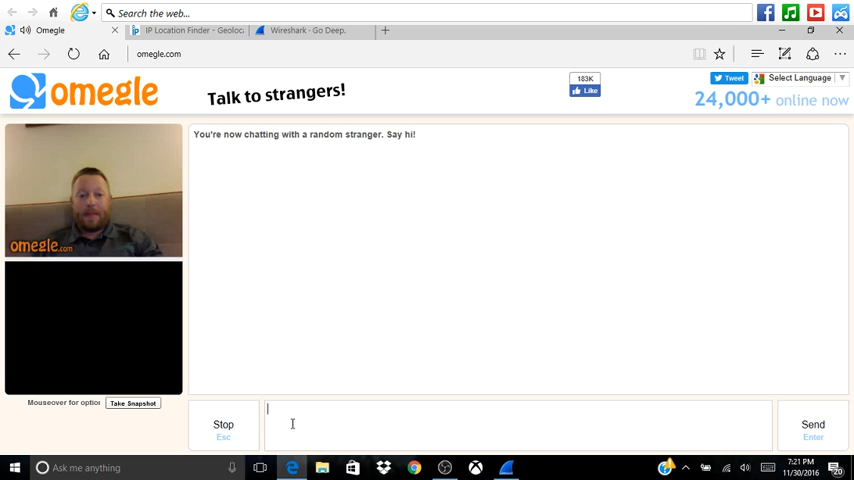 Search the web...
Omegle
IP Location Finder - Geoloca
Wireshark · Go Deep.
omegle.com
omegle
Talk to strangers!
183K
Like
Tweet
Select Language
24,000+ online now
You're now chatting with a random stranger. Say hi!
omegle.com
Mouseover for option
Take Snapshot
Stop
Esc
Send
Enter
Ask me anything
7:21 PM
11/30/2016
20